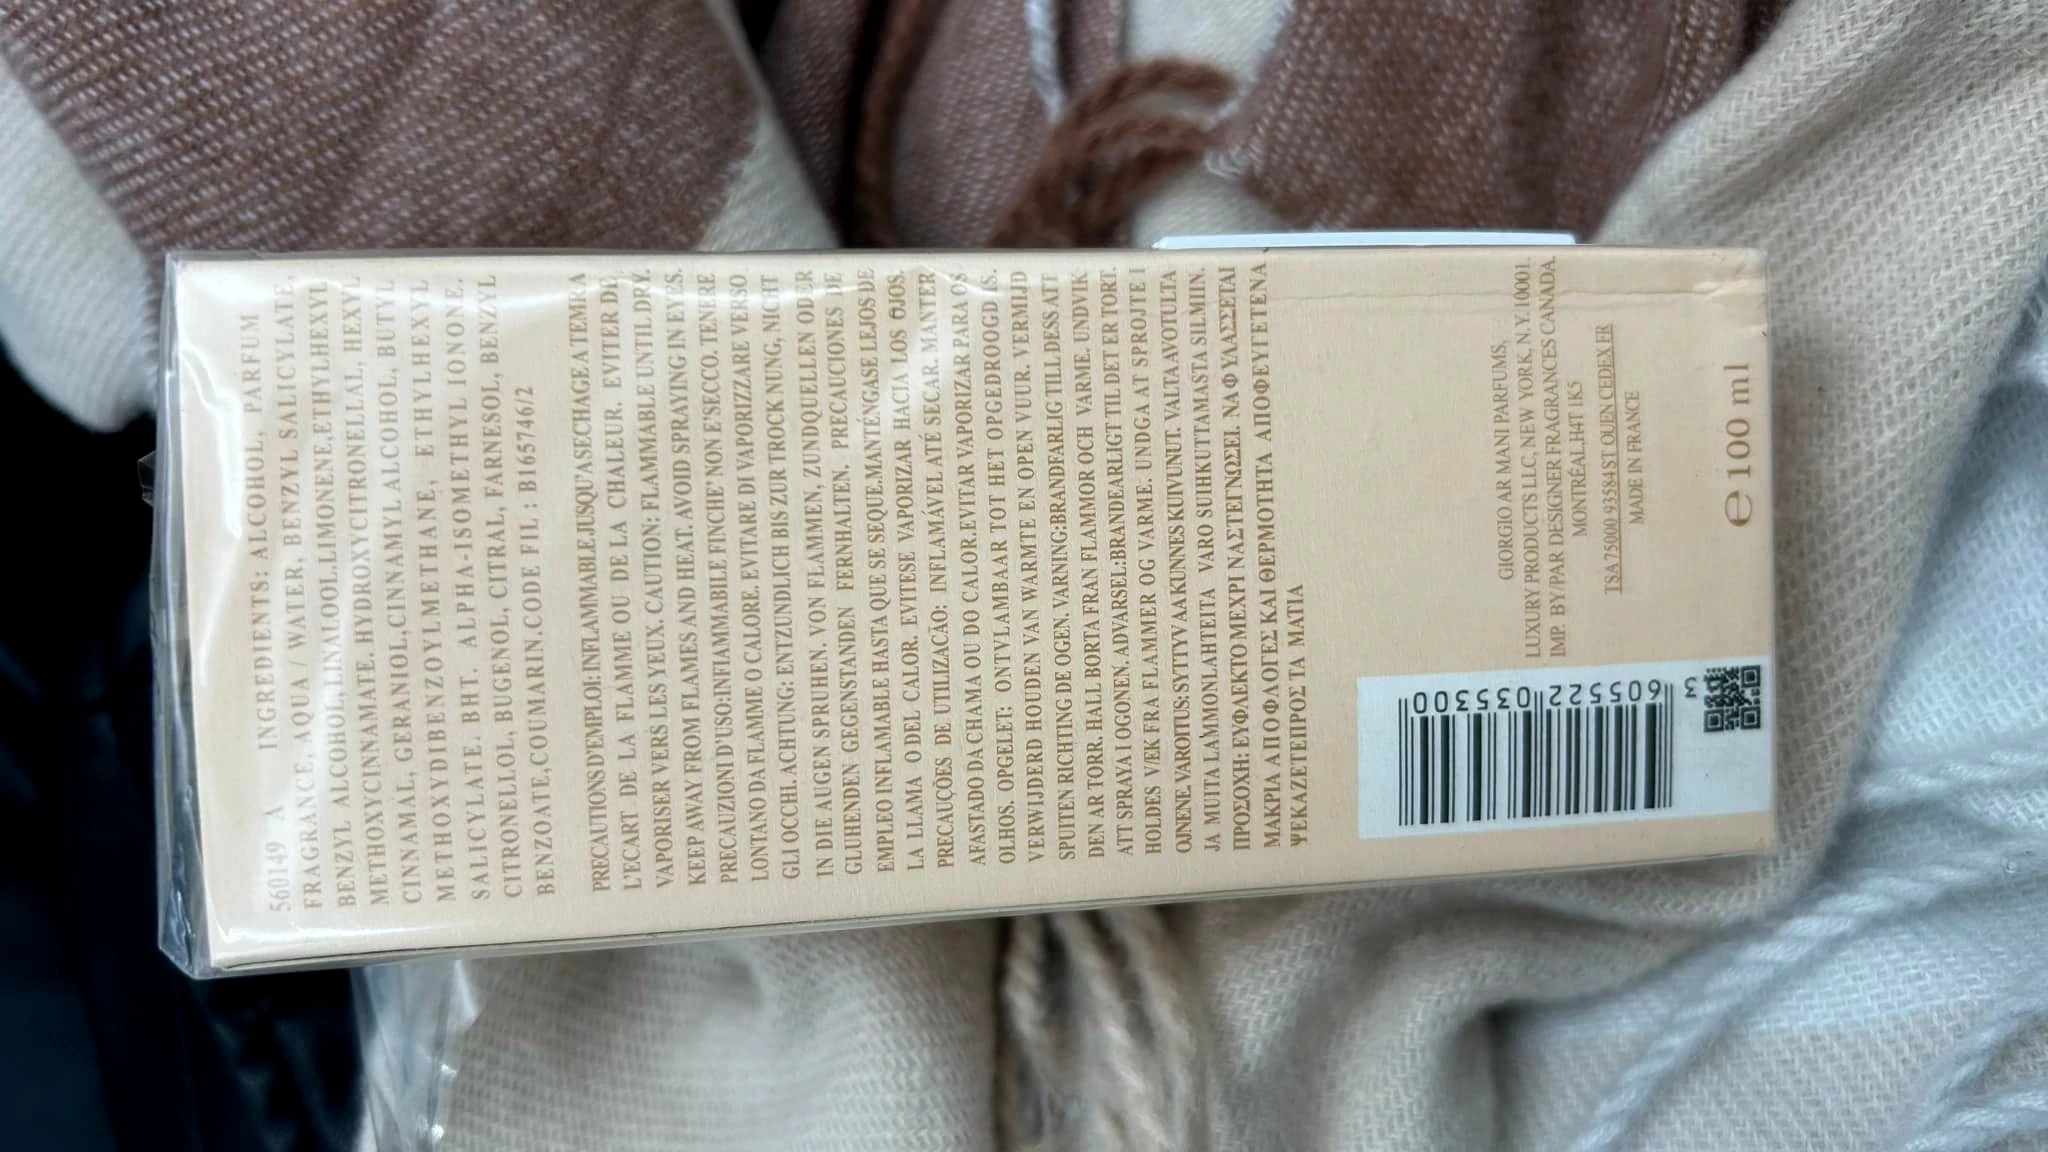 560149 A INGREDIENTS: ALCOHOL, PARFUM
FRAGRANCE, AQUA / WATER, BENZYL SALICYLATE,
BENZYL ALCOHOL,LINALOOL,LIMONENE,ETHYLHEXYL
METHOXYCINNAMATE. HYDROXYCITRONELLAL, HEXYL
CINNAMAL, GERANIOL,CINNAMYL ALCOHOL, BUTYL
METHOXYDIBENZOYLMETHANE, ETHYLHEXYL
SALICYLATE. BHT. ALPHA-ISOMETHYL IONONE.
CITRONELLOL, BUGENOL, CITRAL, FARNESOL, BENZYL
BENZOATE,COUMARIN.CODE FIL : B165746/2
PRECAUTIONS D'EMPLOI:INFLAMMABLE JUSQU'A SECHAGE A TEMRA
L'ECART DE LA FLAMME OU DE LA CHALEUR. EVITER DE
VAPORISER VERS LES YEUX. CAUTION: FLAMMABLE UNTIL DRY.
KEEP AWAY FROM FLAMES AND HEAT. AVOID SPRAYING IN EYES.
PRECAUZIONI D'USO:INFIAMMABILE FINCHE' NON E'SECCO. TENERE
LONTANO DA FLAMME O CALORE. EVITARE DI VAPORIZZARE VERSO
GLI OCCHI. ACHTUNG: ENTZUNDLICH BIS ZUR TROCK NUNG, NICHT
IN DIE AUGEN SPRUHEN. VON FLAMMEN, ZUNDQUELLEN ODER
GLUHENDEN GEGENSTANDEN FERNHALTEN. PRECAUCIONES DE
EMPLEO INFLAMABLE HASTA QUE SE SEQUE.MANTÉNGASE LEJOS DE
LA LLAMA O DEL CALOR. EVITESE VAPORIZAR HACIA LOS OJOS.
PRECAUÇÕES DE UTILIZACAO: INFLAMÁVEL ATÉ SECAR. MANTER
AFASTADO DA CHAMA OU DO CALOR.EVITAR VAPORIZAR PARA OS
OLHOS. OPGELET: ONTVLAMBAAR TOT HET OPGEDROOGD IS.
VERWIJDERD HOUDEN VAN WARMTE EN OPEN VUUR. VERMIJD
SPUITEN RICHTING DE OGEN. VARNING:BRANDFARLIG TILL DESS ATT
DEN AR TORR. HALL BORTA FRAN FLAMMOR OCH VARME. UNDVIK
ATT SPRAYA I OGONEN. ADVARSEL:BRANDEARLIGT TIL DET ER TORT.
HOLDES VÆK FRA FLAMMER OG VARME. UNDGA AT SPROJTE I
OJNENE. VAROITUS:SYTTYVAAKUNNES KUIVUNUT. VALTA AVOTULTA
JA MUITA LAMMONLAHTEITA VARO SUIHKUTTAMASTA SILMIIN.
ΠΡΟΣΟΧΗ: ΕΥΦΛΕΚΤΟ ΜΕΧΡΙ ΝΑ ΣΤΕΓΝΩΣΕΙ. ΝΑ ΦΥΛΑΣΣΕΤΑΙ
ΜΑΚΡΙΑ ΑΠΟ ΦΛΟΓΕΣ ΚΑΙ ΘΕΡΜΟΤΗΤΑ ΑΠΟΦΕΥΓΕΤΕ ΝΑ
ΨΕΚΑΖΕΤΕ ΠΡΟΣ ΤΑ ΜΑΤΙΑ
GIORGIO AR MANI PARFUMS,
LUXURY PRODUCTS LLC, NEW YORK, N.Y. 10001.
IMP. BY/PAR DESIGNER FRAGRANCES CANADA.
MONTRÉAL,H4T 1K5
TSA 75000 93584 ST OUEN CEDEX FR
MADE IN FRANCE
e 100 ml
3 605522 035300